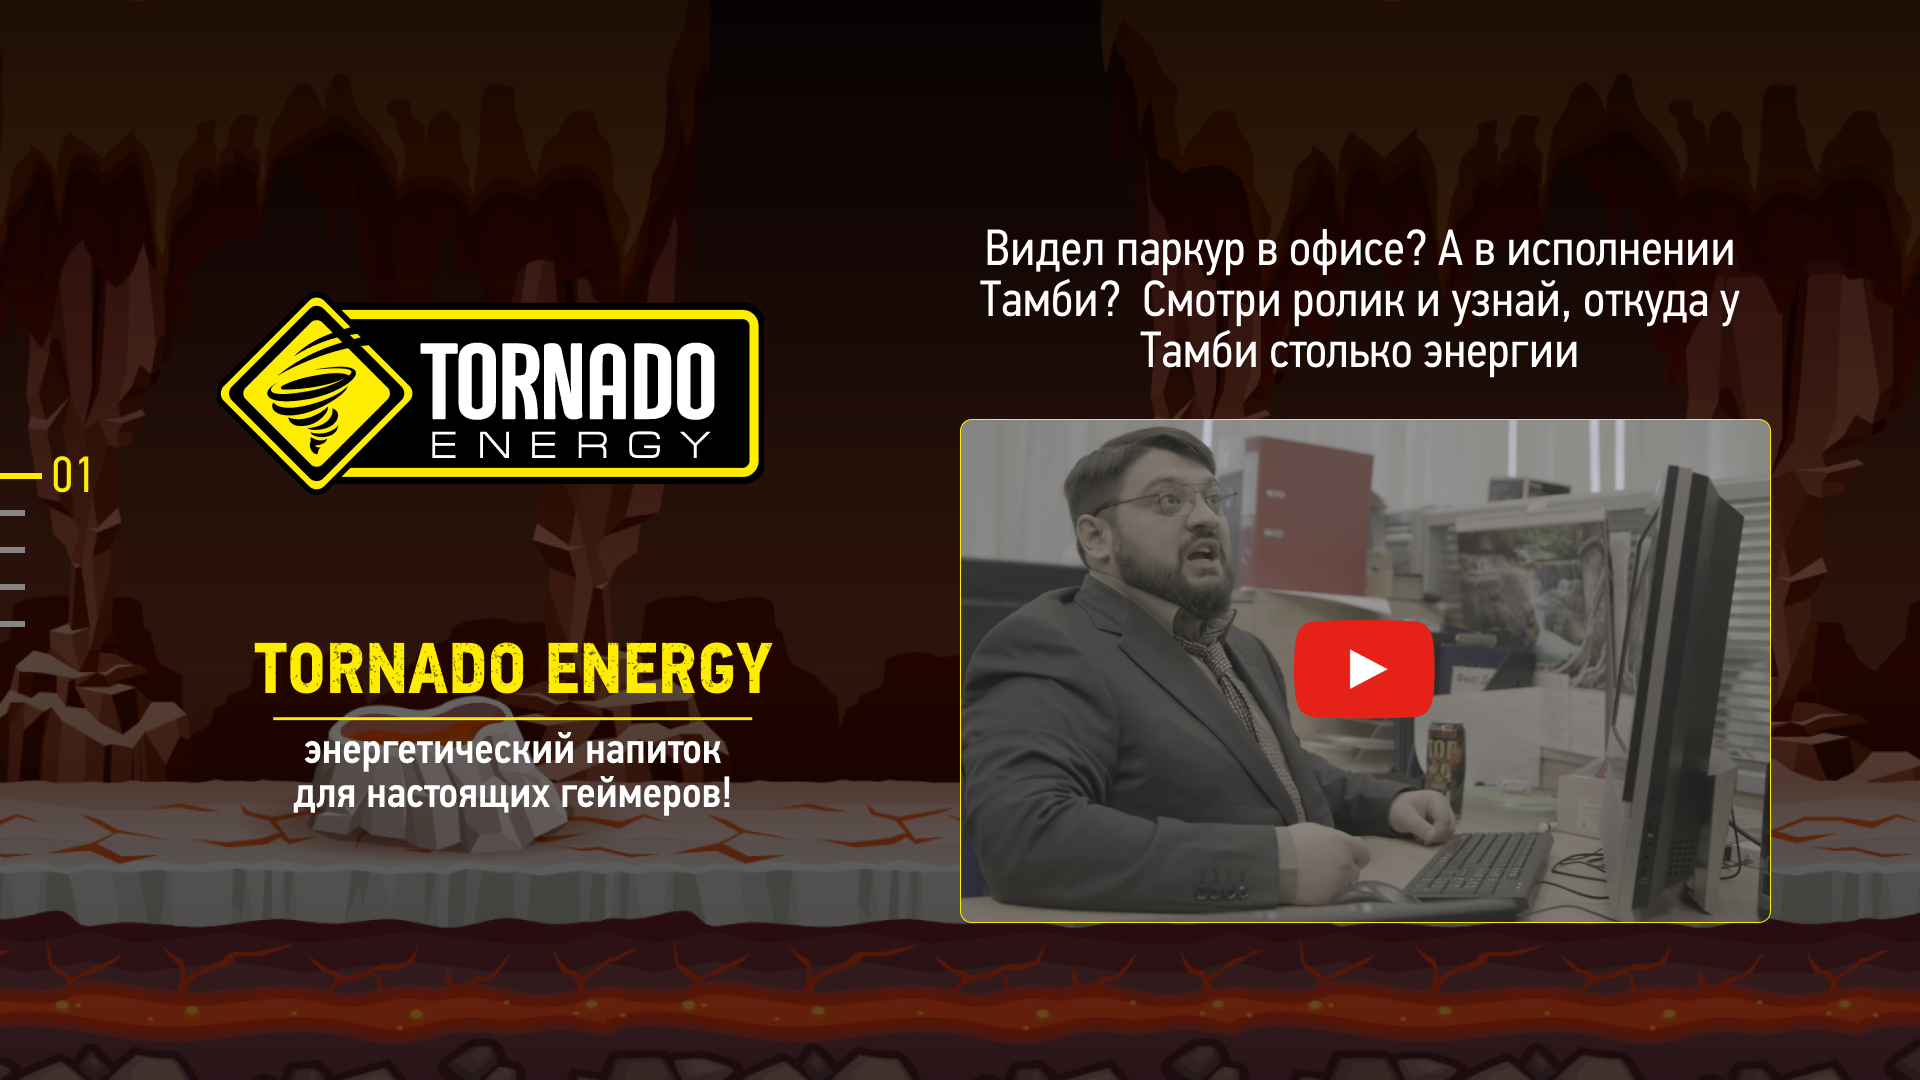 01
TORNADO
ENERGY
TORNADO ENERGY
энергетический напиток
для настоящих геймеров!
Видел паркур в офисе? А в исполнении
Тамби? Смотри ролик и узнай, откуда у
Тамби столько энергии